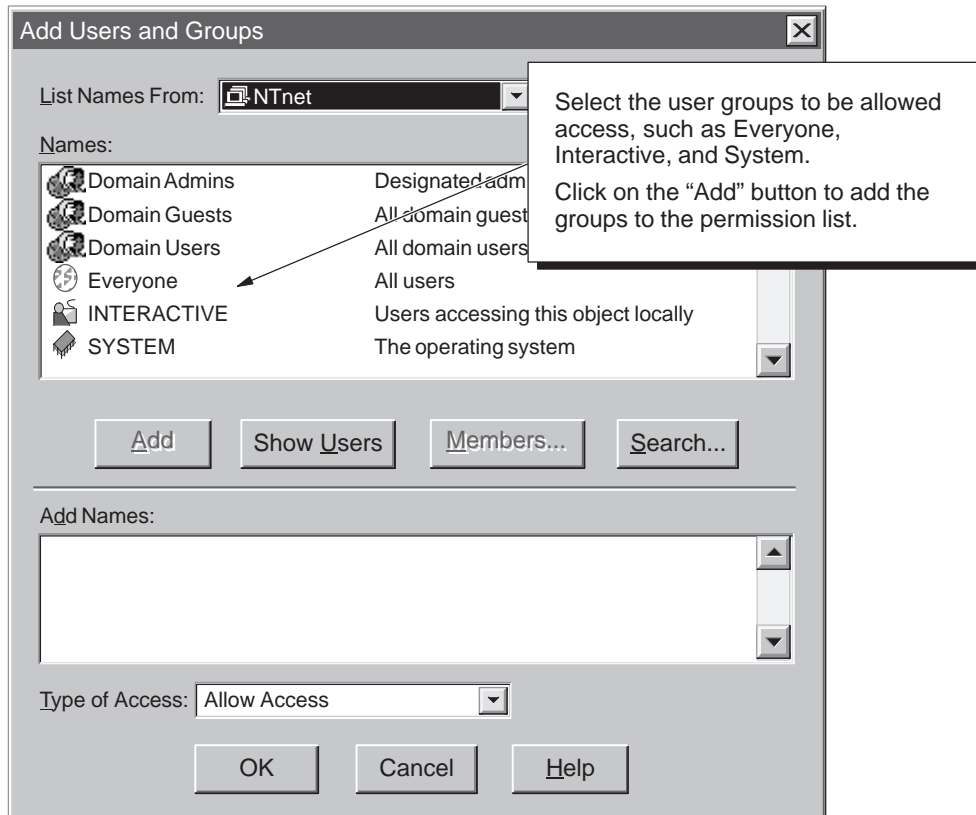 Add Users and Groups
List Names From: NTnet
Names:
Domain Admins Designated adm
Domain Guests All domain guest
Domain Users All domain users
Everyone All users
INTERACTIVE Users accessing this object locally
SYSTEM The operating system
Select the user groups to be allowed
access, such as Everyone,
Interactive, and System.
Click on the “Add” button to add the
groups to the permission list.
Add Show Users Members... Search...
Add Names:
Type of Access: Allow Access
OK Cancel Help